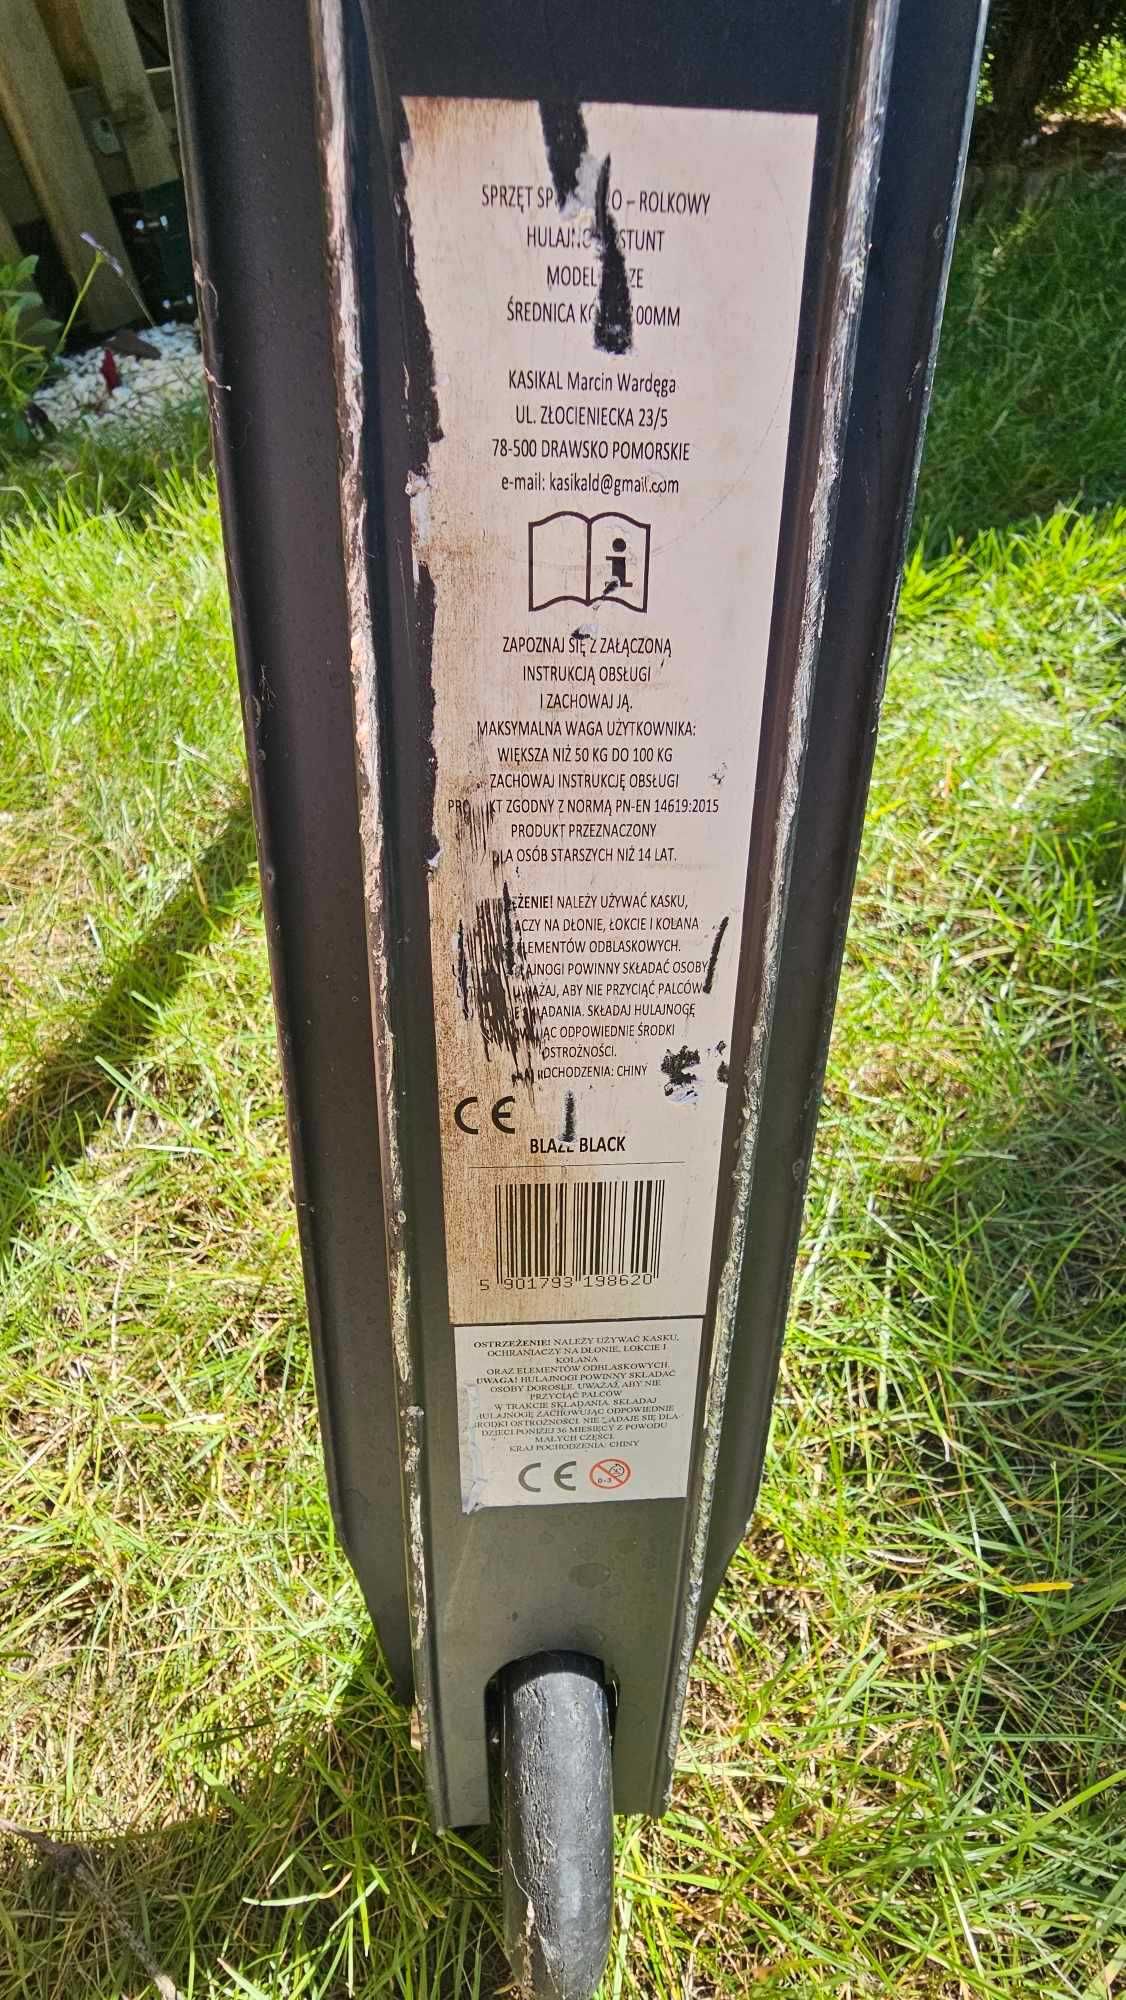 SPRZĘT – ROLKOWY
STUNT
MODEL
ŚREDNICA
KASIKAL Marcin Wardęga
UL. ZŁOCIENIECKA 23/5
78-500 DRAWSKO POMORSKIE
e-mail: kasikald@gmail.com
ZAPOZNAJ SIĘ Z ZAŁĄCZONĄ
INSTRUKCJĄ OBSŁUGI
I ZACHOWAJ JĄ.
MAKSYMALNA WAGA UŻYTKOWNIKA:
WIĘKSZA NIŻ 50 KG DO 100 KG
ZACHOWAJ INSTRUKCJĘ OBSŁUGI
ZGODNY Z NORMĄ PN-EN 14619:2015
PRODUKT PRZEZNACZONY
DLA OSÓB STARSZYCH NIŻ 14 LAT.
NALEŻY UŻYWAĆ KASKU,
NA DŁONIE, ŁOKCIE I KOLANA
ELEMENTÓW ODBLASKOWYCH.
POWINNY SKŁADAĆ OSOBY
UWAŻAJ, ABY NIE PRZYCIĄĆ PALCÓW
SKŁADAJ HULAJNOGĘ
ODPOWIEDNIE ŚRODKI
OSTROŻNOŚCI.
POCHODZENIA: CHINY
CE
BLAZE BLACK
5 901793 198620
OSTRZEŻENIE! NALEŻY UŻYWAĆ KASKU,
OCHRANIACZY NA DŁONIE, ŁOKCIE I
KOLANA
ORAZ ELEMENTÓW ODBLASKOWYCH.
UWAGA! HULAJNOGI POWINNY SKŁADAĆ
OSOBY DOROSŁE. UWAŻAJ, ABY NIE
PRZYCIĄĆ PALCÓW
W TRAKCIE SKŁADANIA. SKŁADAJ
HULAJNOGĘ ZACHOWUJĄC ODPOWIEDNIE
ŚRODKI OSTROŻNOŚCI. NIE NADAJE SIĘ DLA
DZIECI PONIŻEJ 36 MIESIĘCY Z POWODU
MAŁYCH CZĘŚCI.
KRAJ POCHODZENIA: CHINY
CE 0-3